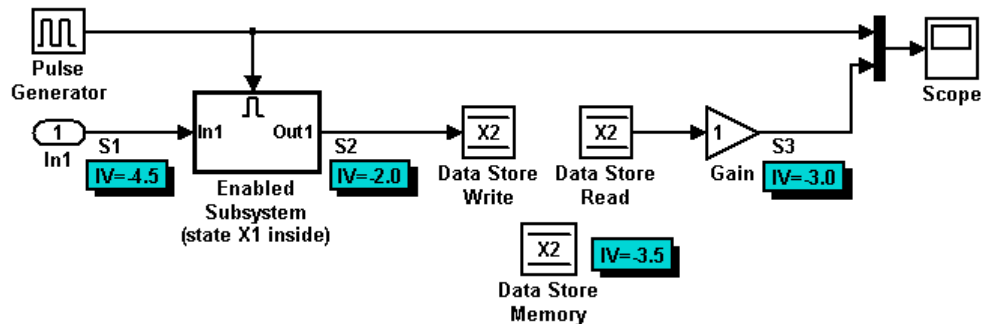 Pulse
Generator
1
In1
S1
IV=-4.5
In1
Out1
Enabled
Subsystem
(state X1 inside)
S2
IV=-2.0
X2
Data Store
Write
X2
Data Store
Read
1
Gain
S3
IV=-3.0
Scope
X2
IV=-3.5
Data Store
Memory